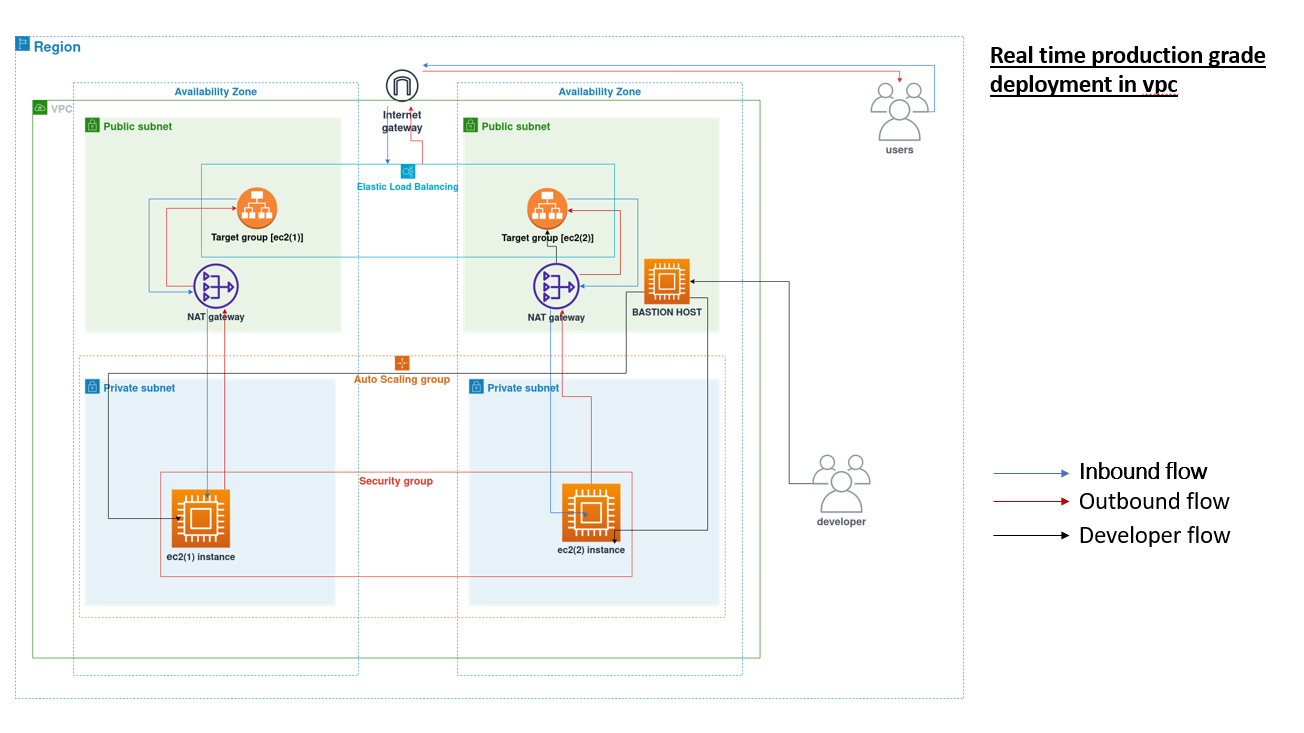 Region
Real time production grade
deployment in vpc
Availability Zone
Availability Zone
VPC
Internet
gateway
users
Public subnet
Public subnet
Elastic Load Balancing
Target group [ec2(1)]
Target group [ec2(2)]
NAT gateway
NAT gateway
BASTION HOST
Auto Scaling group
Private subnet
Private subnet
Security group
ec2(1) instance
ec2(2) instance
developer
Inbound flow
Outbound flow
Developer flow